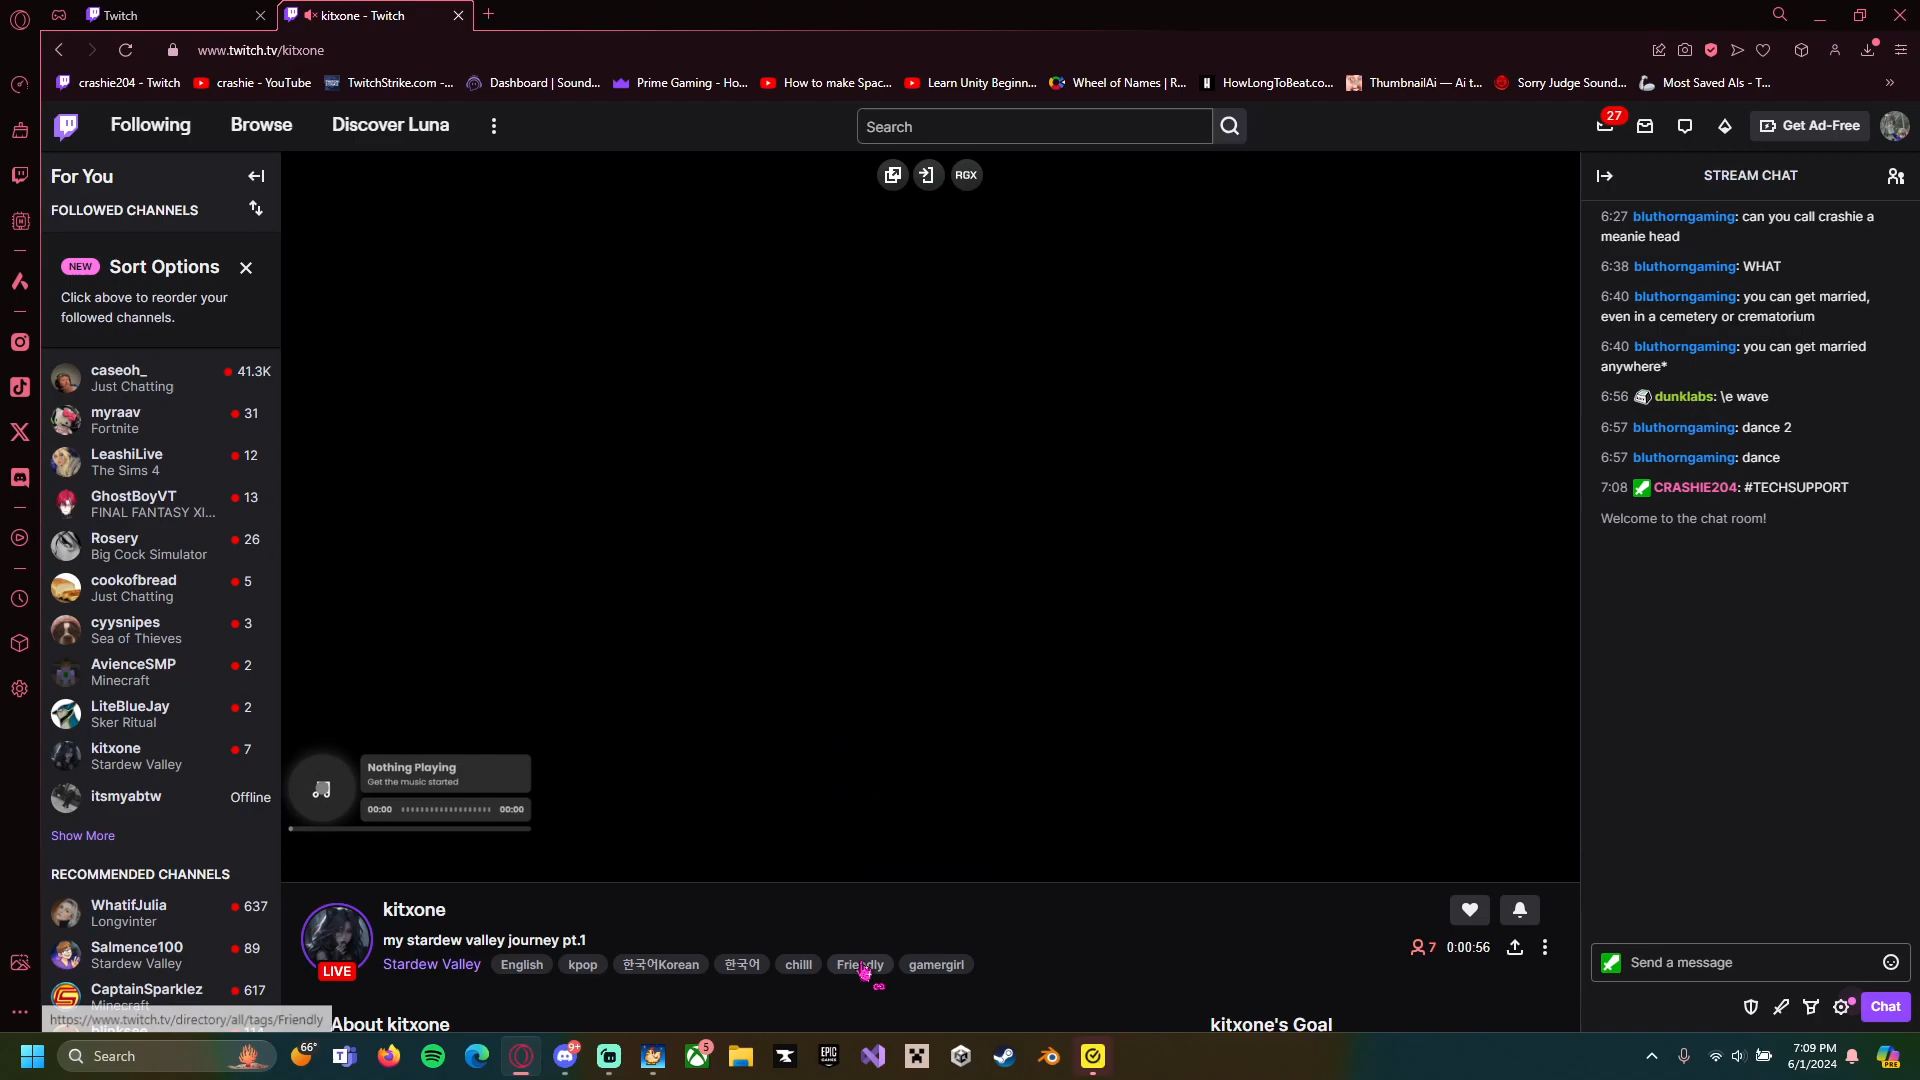 Twitch
kitxone - Twitch
www.twitch.tv/kitxone
crashie204 - Twitch
crashie - YouTube
TwitchStrike.com -...
Dashboard | Sound...
Prime Gaming - Ho...
How to make Spac...
Learn Unity Beginn...
Wheel of Names | R...
HowLongToBeat.co...
ThumbnailAi — Ai t...
Sorry Judge Sound...
Most Saved AIs - T...
Following
Browse
Discover Luna
Search
27
Get Ad-Free
For You
FOLLOWED CHANNELS
NEW Sort Options
Click above to reorder your
followed channels.
caseoh_ 41.3K
Just Chatting
myraav 31
Fortnite
LeashiLive 12
The Sims 4
GhostBoyVT 13
FINAL FANTASY XI...
Rosery 26
Big Cock Simulator
cookofbread 5
Just Chatting
cyysnipes 3
Sea of Thieves
AvienceSMP 2
Minecraft
LiteBlueJay 2
Sker Ritual
kitxone 7
Stardew Valley
itsmyabtw Offline
Show More
RECOMMENDED CHANNELS
WhatifJulia 637
Longvinter
Salmence100 89
Stardew Valley
CaptainSparklez 617
Minecraft
https://www.twitch.tv/directory/all/tags/Friendly
RGX
Nothing Playing
Get the music started
00:00 00:00
kitxone
my stardew valley journey pt.1
LIVE
Stardew Valley English kpop 한국어Korean 한국어 chilll Friendly gamergirl
7 0:00:56
About kitxone
kitxone's Goal
STREAM CHAT
6:27 bluthorngaming: can you call crashie a
meanie head
6:38 bluthorngaming: WHAT
6:40 bluthorngaming: you can get married,
even in a cemetery or crematorium
6:40 bluthorngaming: you can get married
anywhere*
6:56 dunklabs: \e wave
6:57 bluthorngaming: dance 2
6:57 bluthorngaming: dance
7:08 CRASHIE204: #TECHSUPPORT
Welcome to the chat room!
Send a message
Chat
Search
66°
9+
5
EPIC
GAMES
7:09 PM
6/1/2024
PRE